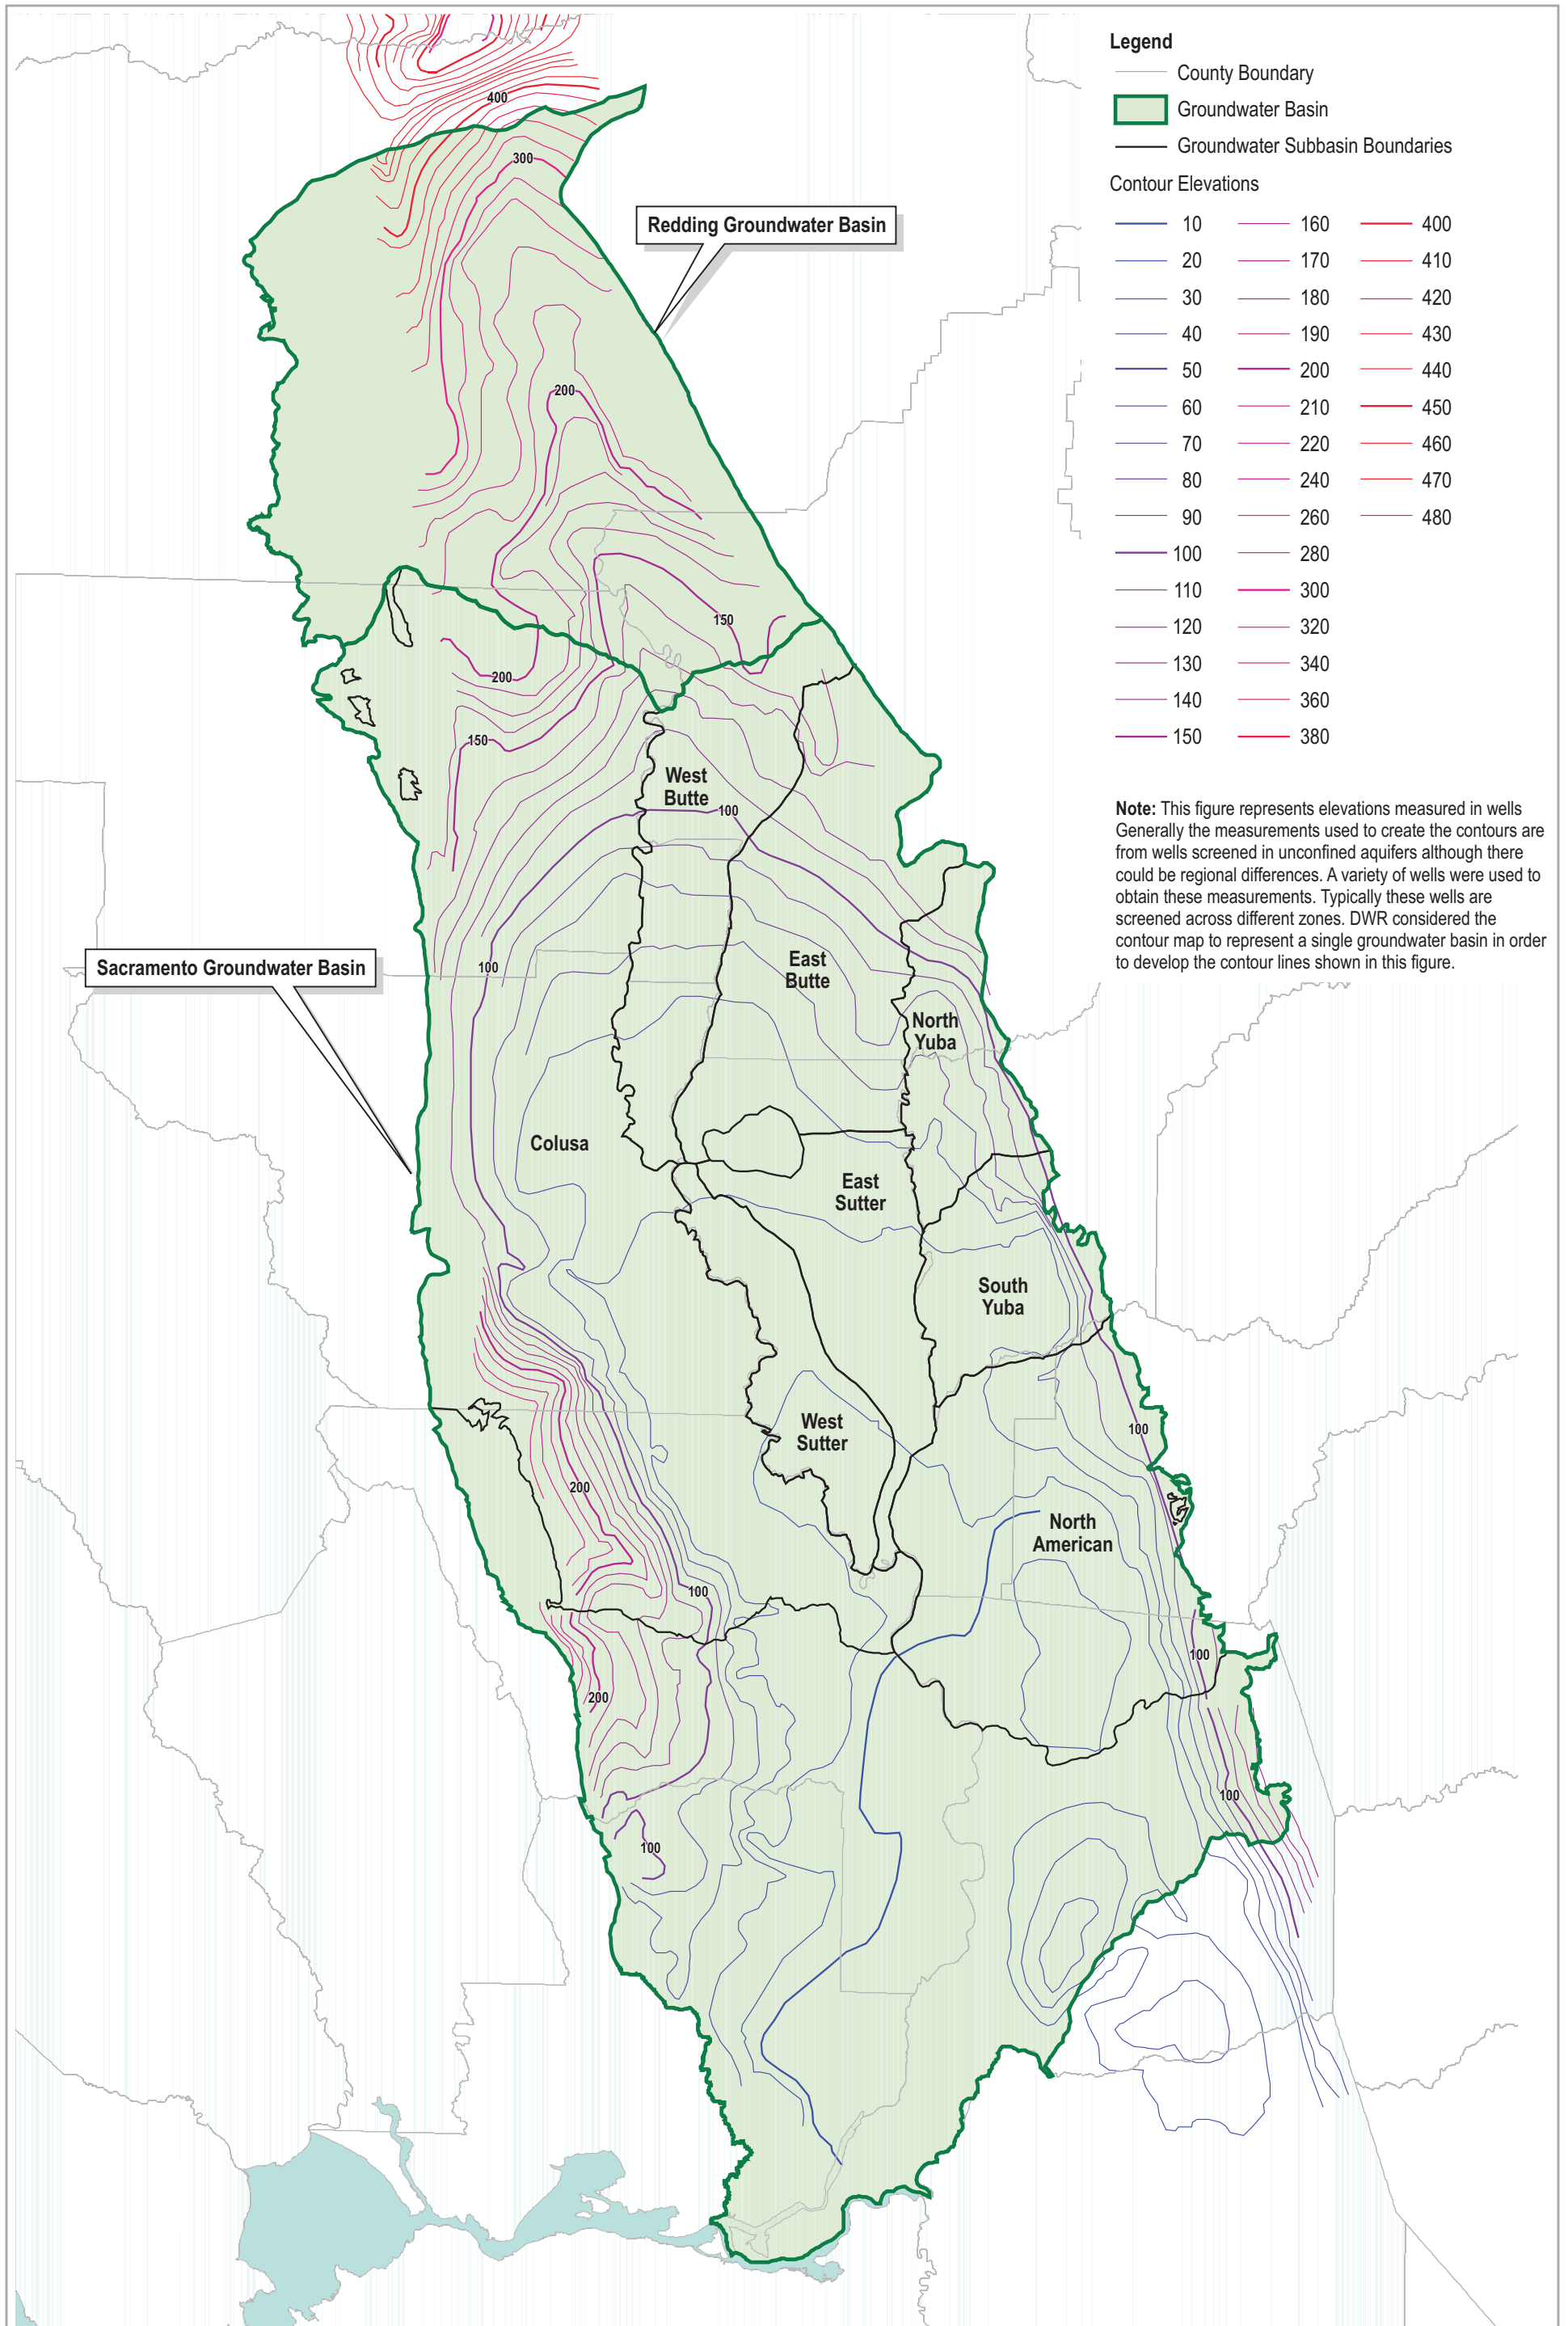 Legend
County Boundary
Groundwater Basin
Groundwater Subbasin Boundaries
Contour Elevations
10
20
30
40
50
60
70
80
90
100
110
120
130
140
150
160
170
180
190
200
210
220
240
260
280
300
320
340
360
380
400
410
420
430
440
450
460
470
480
Note: This figure represents elevations measured in wells
Generally the measurements used to create the contours are
from wells screened in unconfined aquifers although there
could be regional differences. A variety of wells were used to
obtain these measurements. Typically these wells are
screened across different zones. DWR considered the
contour map to represent a single groundwater basin in order
to develop the contour lines shown in this figure.
400
300
Redding Groundwater Basin
200
150
200
150
West
Butte
100
Sacramento Groundwater Basin
100
East
Butte
North
Yuba
Colusa
East
Sutter
South
Yuba
West
Sutter
100
200
North
American
100
100
200
100
100